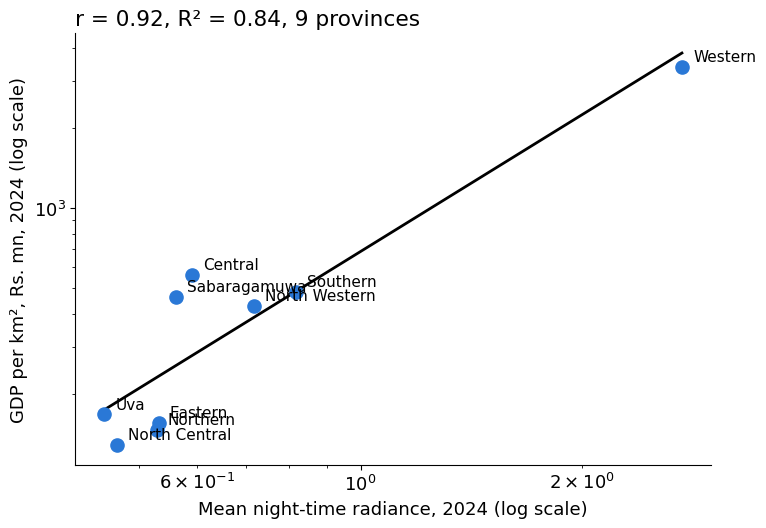 r = 0.92, R² = 0.84, 9 provinces
GDP per km², Rs. mn, 2024 (log scale)
10³
Western
Central
Sabaragamuwa
Southern
North Western
Uva
Eastern
Northern
North Central
6 × 10⁻¹
10⁰
2 × 10⁰
Mean night-time radiance, 2024 (log scale)